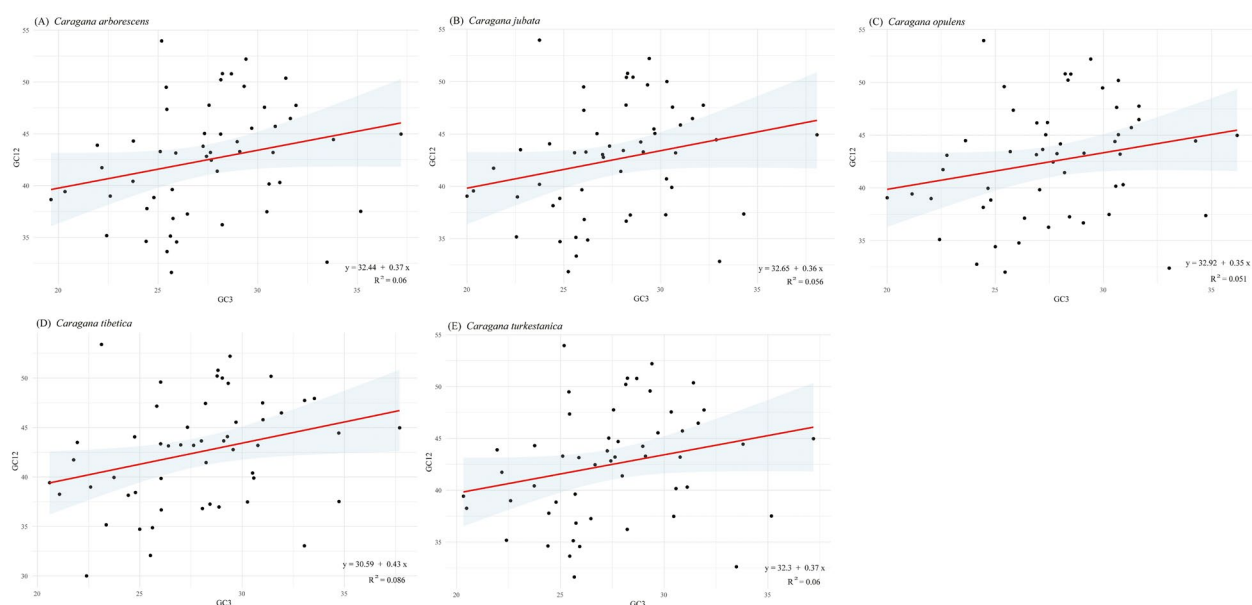 (A) Caragana arborescens
55
50
45
40
35
GC12
20
25
30
35
GC3
y = 32.44 + 0.37 x
R² = 0.06
(B) Caragana jubata
55
50
45
40
35
GC12
20
25
30
35
GC3
y = 32.65 + 0.36 x
R² = 0.056
(C) Caragana opulens
55
50
45
40
35
GC12
20
25
30
35
GC3
y = 32.92 + 0.35 x
R² = 0.051
(D) Caragana tibetica
50
45
40
35
30
GC12
20
25
30
35
GC3
y = 30.59 + 0.43 x
R² = 0.086
(E) Caragana turkestanica
55
50
45
40
35
GC12
20
25
30
35
GC3
y = 32.3 + 0.37 x
R² = 0.06